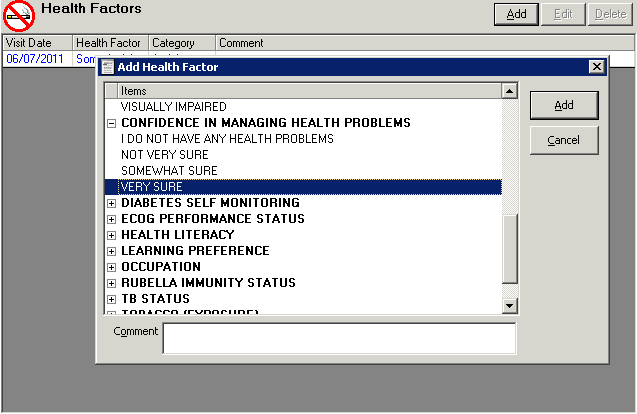 Health Factors
Add Edit Delete
Visit Date Health Factor Category Comment
06/07/2011
Add Health Factor
Items
VISUALLY IMPAIRED
CONFIDENCE IN MANAGING HEALTH PROBLEMS
I DO NOT HAVE ANY HEALTH PROBLEMS
NOT VERY SURE
SOMEWHAT SURE
VERY SURE
DIABETES SELF MONITORING
ECOG PERFORMANCE STATUS
HEALTH LITERACY
LEARNING PREFERENCE
OCCUPATION
RUBELLA IMMUNITY STATUS
TB STATUS
TOBACCO (EXPOSURE)
Add
Cancel
Comment